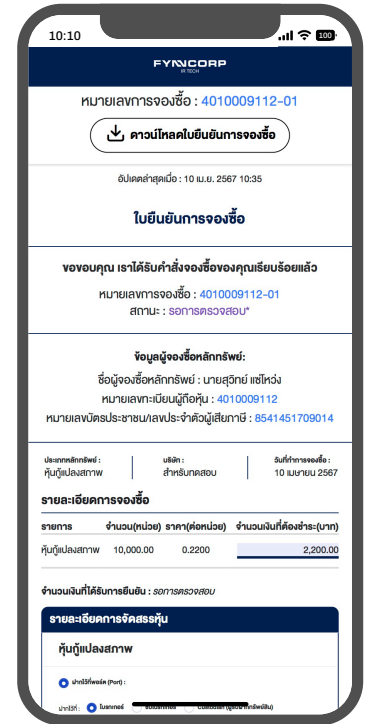 10:10
100
FYNNCORP
IR TECH
หมายเลขการจองซื้อ : 4010009112-01
ดาวน์โหลดใบยืนยันการจองซื้อ
อัปเดตล่าสุดเมื่อ : 10 เม.ย. 2567 10:35
ใบยืนยันการจองซื้อ
ขอขอบคุณ เราได้รับคำสั่งจองซื้อของคุณเรียบร้อยแล้ว
หมายเลขการจองซื้อ : 4010009112-01
สถานะ : รอการตรวจสอบ*
ข้อมูลผู้จองซื้อหลักทรัพย์:
ชื่อผู้จองซื้อหลักทรัพย์ : นายสุวิทย์ แซ่ไหว่ง
หมายเลขทะเบียนผู้ถือหุ้น : 4010009112
หมายเลขบัตรประชาชน/เลขประจำตัวผู้เสียภาษี : 8541451709014
ประเภทหลักทรัพย์ : บริษัท : วันที่ทำการจองซื้อ :
หุ้นกู้แปลงสภาพ สำหรับทดสอบ 10 เมษายน 2567
รายละเอียดการจองซื้อ
รายการ จำนวน(หน่วย) ราคา(ต่อหน่วย) จำนวนเงินที่ต้องชำระ(บาท)
หุ้นกู้แปลงสภาพ 10,000.00 0.2200 2,200.00
จำนวนเงินที่ได้รับการยืนยัน : รอการตรวจสอบ
รายละเอียดการจัดสรรหุ้น
หุ้นกู้แปลงสภาพ
ฝากไว้ที่พอร์ต (Port) :
ฝากไว้ที่ : โบรกเกอร์